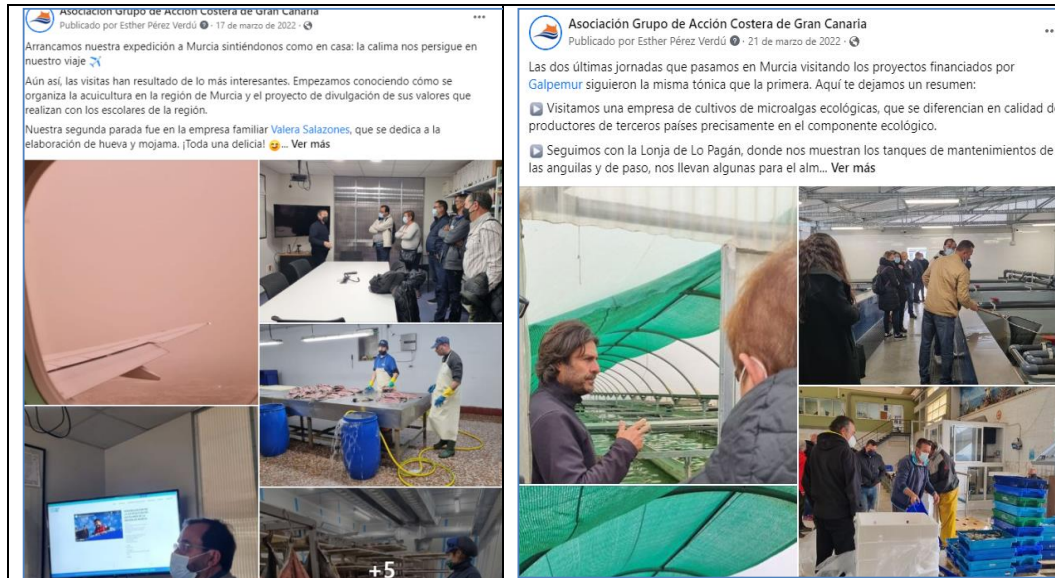 Asociación Grupo de Acción Costera de Gran Canaria
Publicado por Esther Pérez Verdú · 17 de marzo de 2022 ·
Arrancamos nuestra expedición a Murcia sintiéndonos como en casa: la calima nos persigue en
nuestro viaje
Aún así, las visitas han resultado de lo más interesantes. Empezamos conociendo cómo se
organiza la acuicultura en la región de Murcia y el proyecto de divulgación de sus valores que
realizan con los escolares de la región.
Nuestra segunda parada fue en la empresa familiar Valera Salazones, que se dedica a la
elaboración de hueva y mojama. ¡Toda una delicia! ... Ver más
+5
Asociación Grupo de Acción Costera de Gran Canaria
Publicado por Esther Pérez Verdú · 21 de marzo de 2022 ·
Las dos últimas jornadas que pasamos en Murcia visitando los proyectos financiados por
Galpemur siguieron la misma tónica que la primera. Aquí te dejamos un resumen:
Visitamos una empresa de cultivos de microalgas ecológicas, que se diferencian en calidad de
productores de terceros países precisamente en el componente ecológico.
Seguimos con la Lonja de Lo Pagán, donde nos muestran los tanques de mantenimientos de
las anguilas y de paso, nos llevan algunas para el alm... Ver más